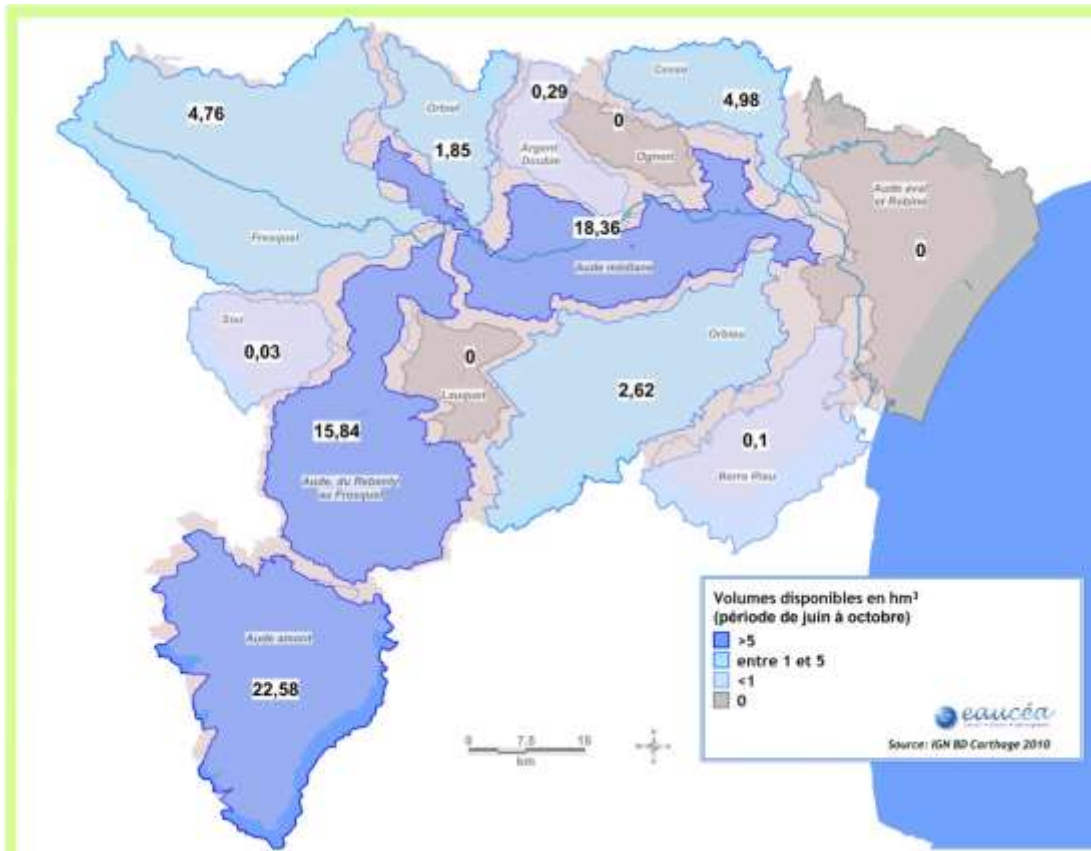 4,76
Fresquel
Orbiel
1,85
0,29
Argent
Double
0
Ognon
Cesse
4,98
Aude aval
et Robine
0
18,36
Aude médiane
Sou
0,03
0
Lauquet
Orbieu
2,62
0,1
Berre Rieu
15,84
Aude, du Rebenty
au Fresquel
Aude amont
22,58
0 7.5 15
km
Volumes disponibles en hm³
(période de juin à octobre)
>5
entre 1 et 5
<1
0
eaucéa
Source: IGN BD Carthage 2010